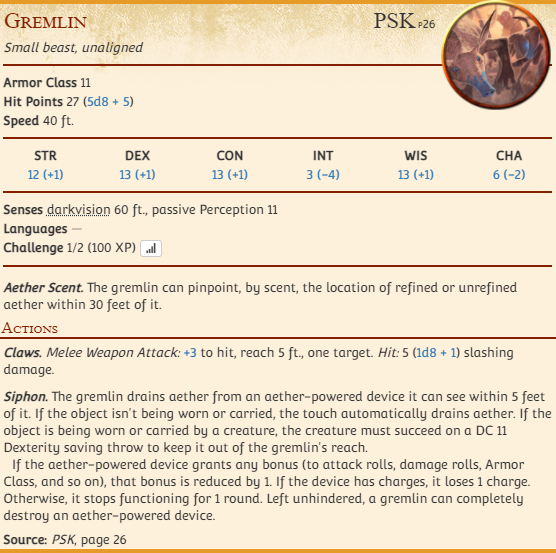 Gremlin PSK p26
Small beast, unaligned
Armor Class 11
Hit Points 27 (5d8 + 5)
Speed 40 ft.
STR DEX CON INT WIS CHA
12 (+1) 13 (+1) 13 (+1) 3 (−4) 13 (+1) 6 (−2)
Senses darkvision 60 ft., passive Perception 11
Languages —
Challenge 1/2 (100 XP)
Aether Scent. The gremlin can pinpoint, by scent, the location of refined or unrefined
aether within 30 feet of it.
Actions
Claws. Melee Weapon Attack: +3 to hit, reach 5 ft., one target. Hit: 5 (1d8 + 1) slashing
damage.
Siphon. The gremlin drains aether from an aether-powered device it can see within 5 feet
of it. If the object isn't being worn or carried, the touch automatically drains aether. If the
object is being worn or carried by a creature, the creature must succeed on a DC 11
Dexterity saving throw to keep it out of the gremlin's reach.
If the aether-powered device grants any bonus (to attack rolls, damage rolls, Armor
Class, and so on), that bonus is reduced by 1. If the device has charges, it loses 1 charge.
Otherwise, it stops functioning for 1 round. Left unhindered, a gremlin can completely
destroy an aether-powered device.
Source: PSK, page 26